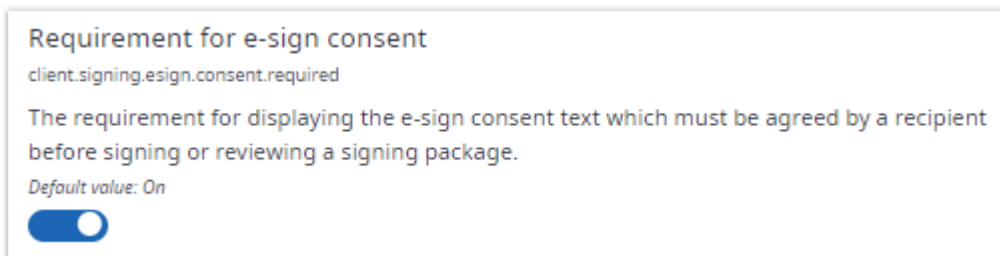 Requirement for e-sign consent
client.signing.esign.consent.required
The requirement for displaying the e-sign consent text which must be agreed by a recipient
before signing or reviewing a signing package.
Default value: On